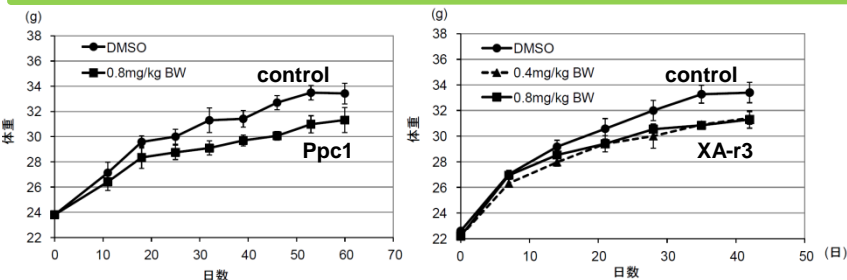 (g)
38
36
34
32
30
28
26
24
22
体重
DMSO
0.8mg/kg BW
control
Ppc1
0 10 20 30 40 50 60 70
日数
(g)
38
36
34
32
30
28
26
24
22
体重
DMSO
0.4mg/kg BW
0.8mg/kg BW
control
XA-r3
0 10 20 30 40 50 (日)
日数